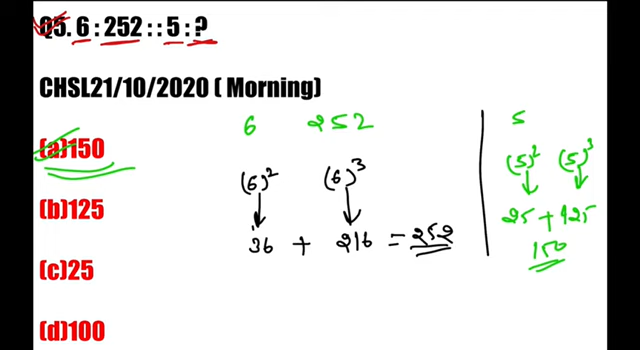 Q5. 6 : 252 : : 5 : ?
CHSL21/10/2020 ( Morning)
(a)150
(b)125
(c)25
(d)100
6 252
(6)² (6)³
36 + 216 = 252
5
(5)² (5)³
25 + 125
150